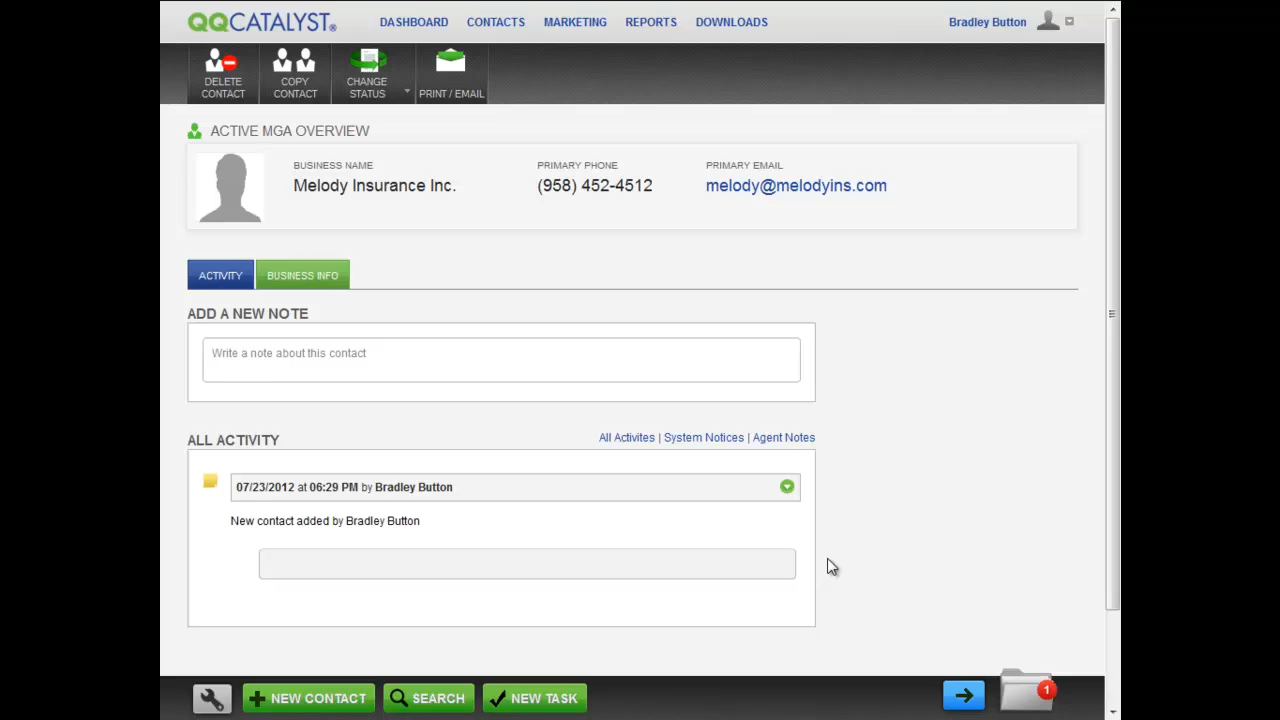 QQCATALYST® DASHBOARD CONTACTS MARKETING REPORTS DOWNLOADS Bradley Button
DELETE CONTACT
COPY CONTACT
CHANGE STATUS
PRINT / EMAIL
ACTIVE MGA OVERVIEW
BUSINESS NAME PRIMARY PHONE PRIMARY EMAIL
Melody Insurance Inc. (958) 452-4512 melody@melodyins.com
ACTIVITY BUSINESS INFO
ADD A NEW NOTE
Write a note about this contact
ALL ACTIVITY All Activites | System Notices | Agent Notes
07/23/2012 at 06:29 PM by Bradley Button
New contact added by Bradley Button
NEW CONTACT SEARCH NEW TASK 1